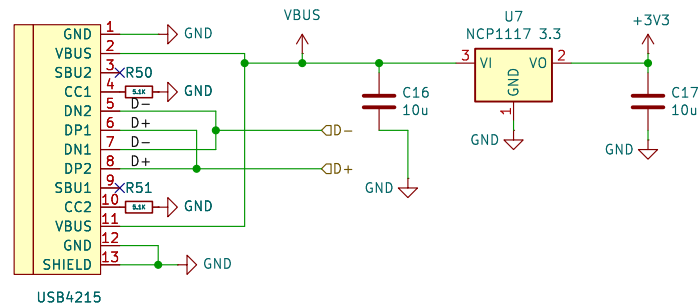 GND 1 GND
VBUS 2
SBU2 3 R50
CC1 4 5.1K GND
DN2 5 D-
DP1 6 D+
DN1 7 D-
DP2 8 D+
SBU1 9 R51
CC2 10 5.1K GND
VBUS 11
GND 12
SHIELD 13 GND
USB4215
D-
D+
VBUS
C16
10u
GND
U7
NCP1117 3.3
3 VI VO 2
GND
1
GND
+3V3
C17
10u
GND